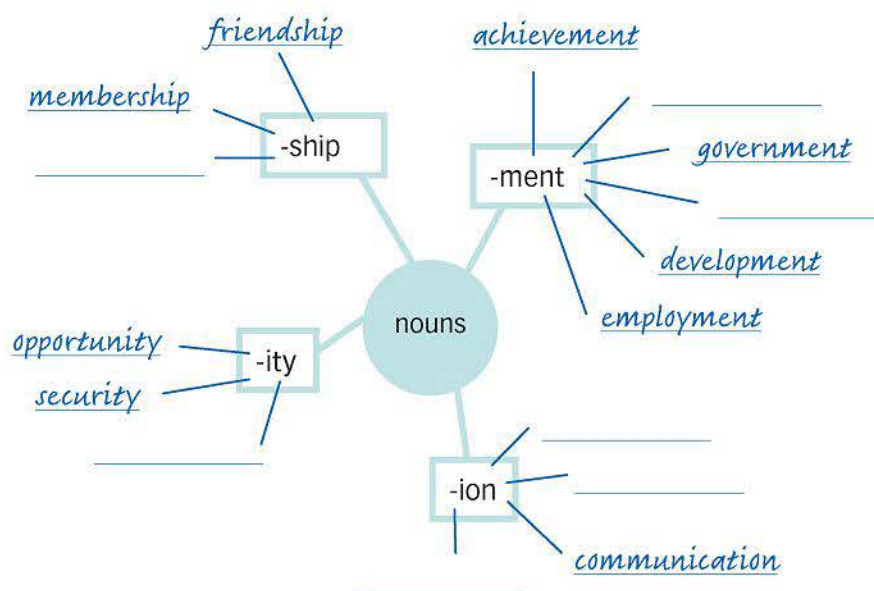 friendship
achievement
membership
-ship
government
-ment
development
employment
nouns
opportunity
-ity
security
-ion
communication